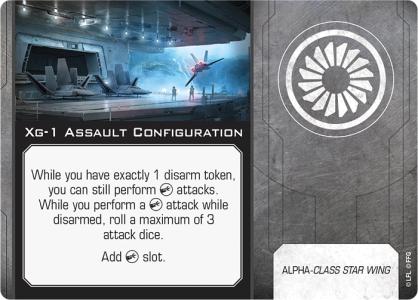 Xg-1 Assault Configuration
While you have exactly 1 disarm token,
you can still perform attacks.
While you perform a attack while
disarmed, roll a maximum of 3
attack dice.
Add slot.
ALPHA-CLASS STAR WING
© LFL © FFG